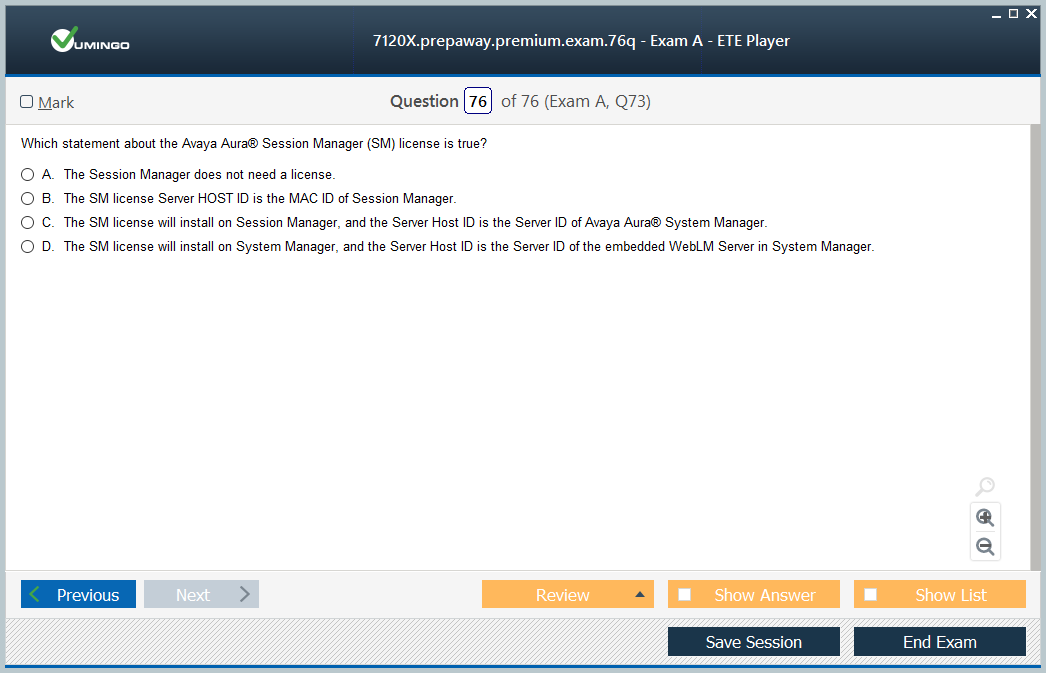 VUMINGO
7120X.prepaway.premium.exam.76q - Exam A - ETE Player
Mark
Question 76 of 76 (Exam A, Q73)
Which statement about the Avaya Aura® Session Manager (SM) license is true?
A. The Session Manager does not need a license.
B. The SM license Server HOST ID is the MAC ID of Session Manager.
C. The SM license will install on Session Manager, and the Server Host ID is the Server ID of Avaya Aura® System Manager.
D. The SM license will install on System Manager, and the Server Host ID is the Server ID of the embedded WebLM Server in System Manager.
Previous
Next
Review
Show Answer
Show List
Save Session
End Exam